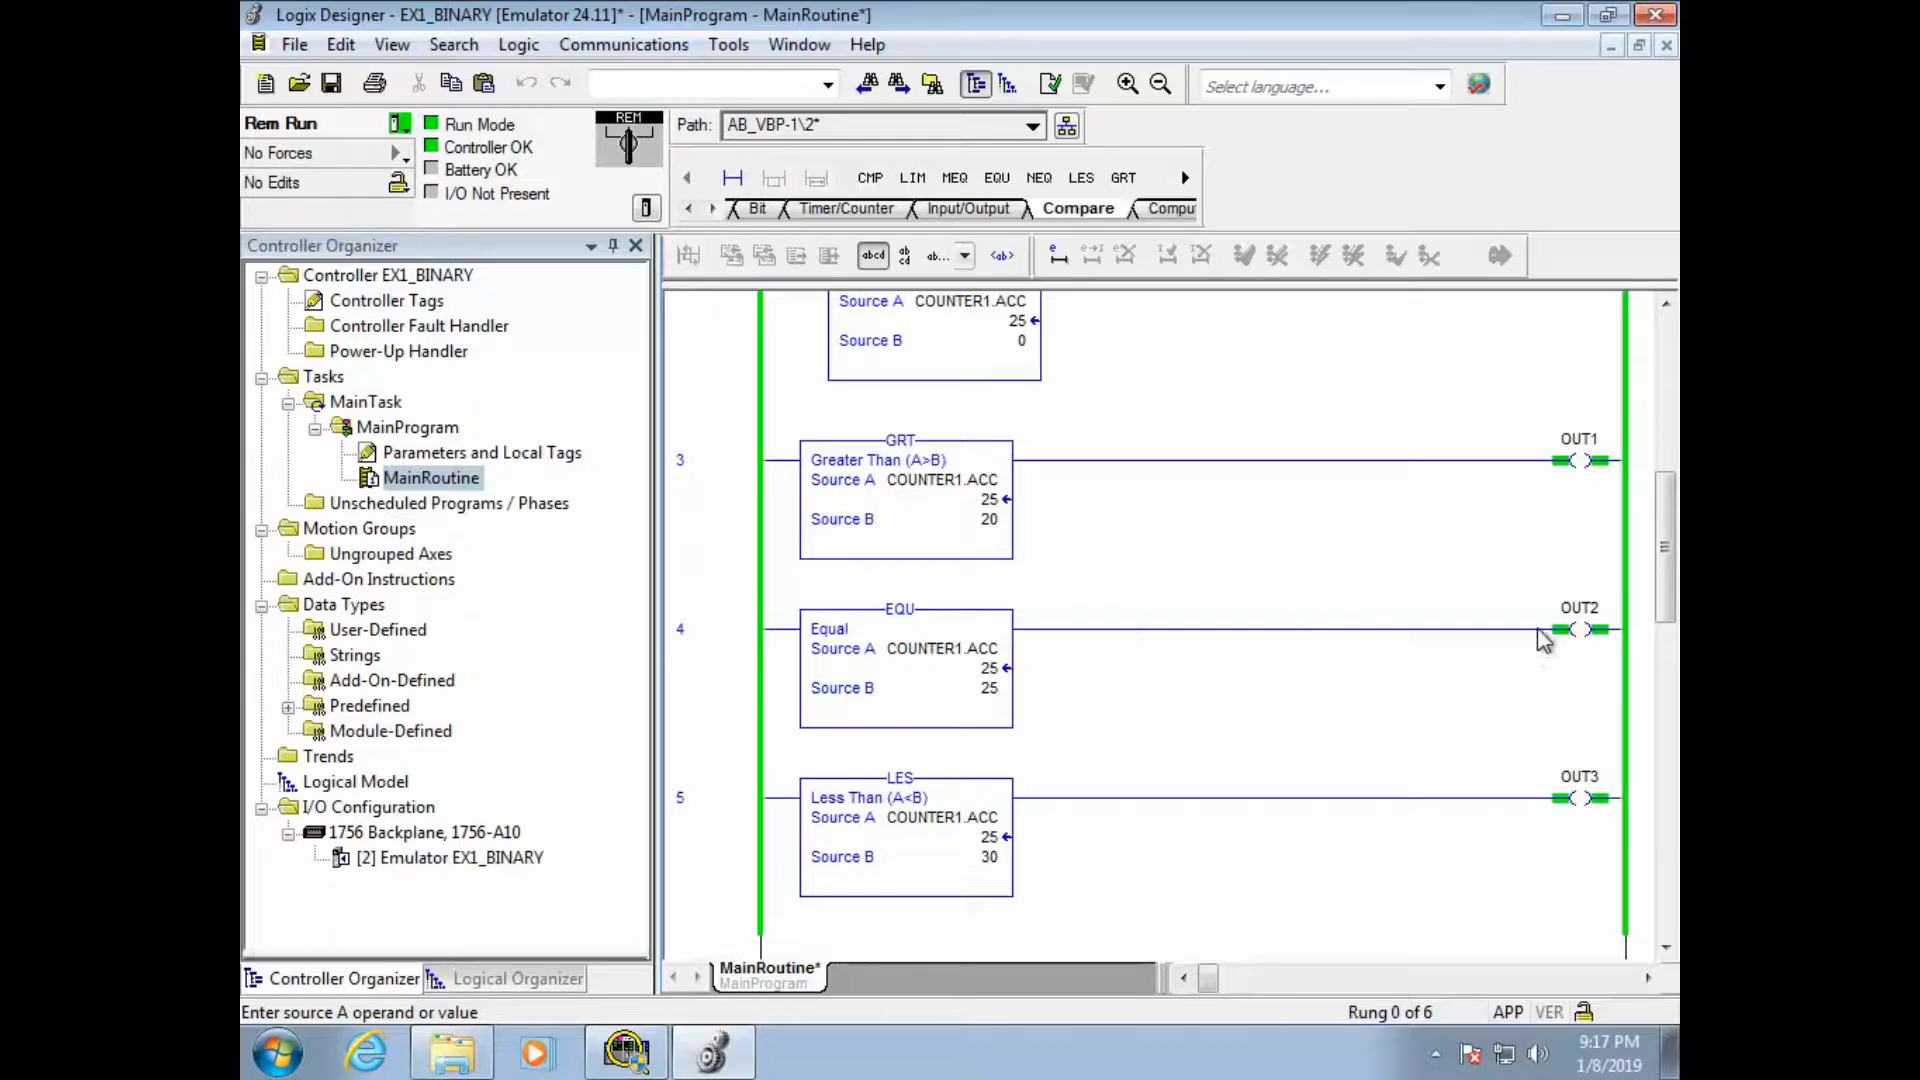 Logix Designer - EX1_BINARY [Emulator 24.11]* - [MainProgram - MainRoutine*]
File Edit View Search Logic Communications Tools Window Help
Select language...
Rem Run
No Forces
No Edits
Run Mode
Controller OK
Battery OK
I/O Not Present
REM
Path: AB_VBP-1\2*
CMP LIM MEQ EQU NEQ LES GRT
Bit Timer/Counter Input/Output Compare Compu
abcd ab cd ab... <ab>
Controller Organizer
Controller EX1_BINARY
Controller Tags
Controller Fault Handler
Power-Up Handler
Tasks
MainTask
MainProgram
Parameters and Local Tags
MainRoutine
Unscheduled Programs / Phases
Motion Groups
Ungrouped Axes
Add-On Instructions
Data Types
User-Defined
Strings
Add-On-Defined
Predefined
Module-Defined
Trends
Logical Model
I/O Configuration
1756 Backplane, 1756-A10
[2] Emulator EX1_BINARY
Controller Organizer Logical Organizer
Source A COUNTER1.ACC
25
Source B 0
3
GRT
Greater Than (A>B)
Source A COUNTER1.ACC
25
Source B 20
OUT1
4
EQU
Equal
Source A COUNTER1.ACC
25
Source B 25
OUT2
5
LES
Less Than (A<B)
Source A COUNTER1.ACC
25
Source B 30
OUT3
MainRoutine*
MainProgram
Enter source A operand or value
Rung 0 of 6 APP VER
9:17 PM
1/8/2019